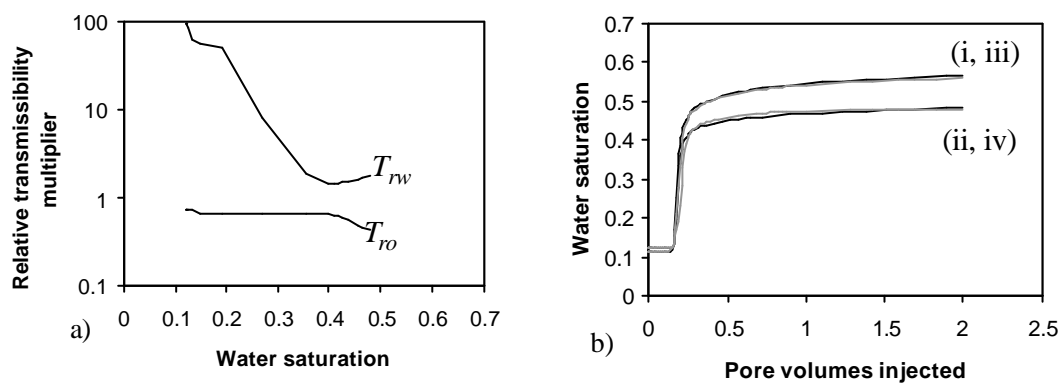 Relative transmissibility
multiplier
100
10
1
0.1
T_rw
T_ro
0 0.1 0.2 0.3 0.4 0.5 0.6 0.7
a)
Water saturation
Water saturation
0.7
0.6
0.5
0.4
0.3
0.2
0.1
0
(i, iii)
(ii, iv)
0 0.5 1 1.5 2 2.5
b)
Pore volumes injected